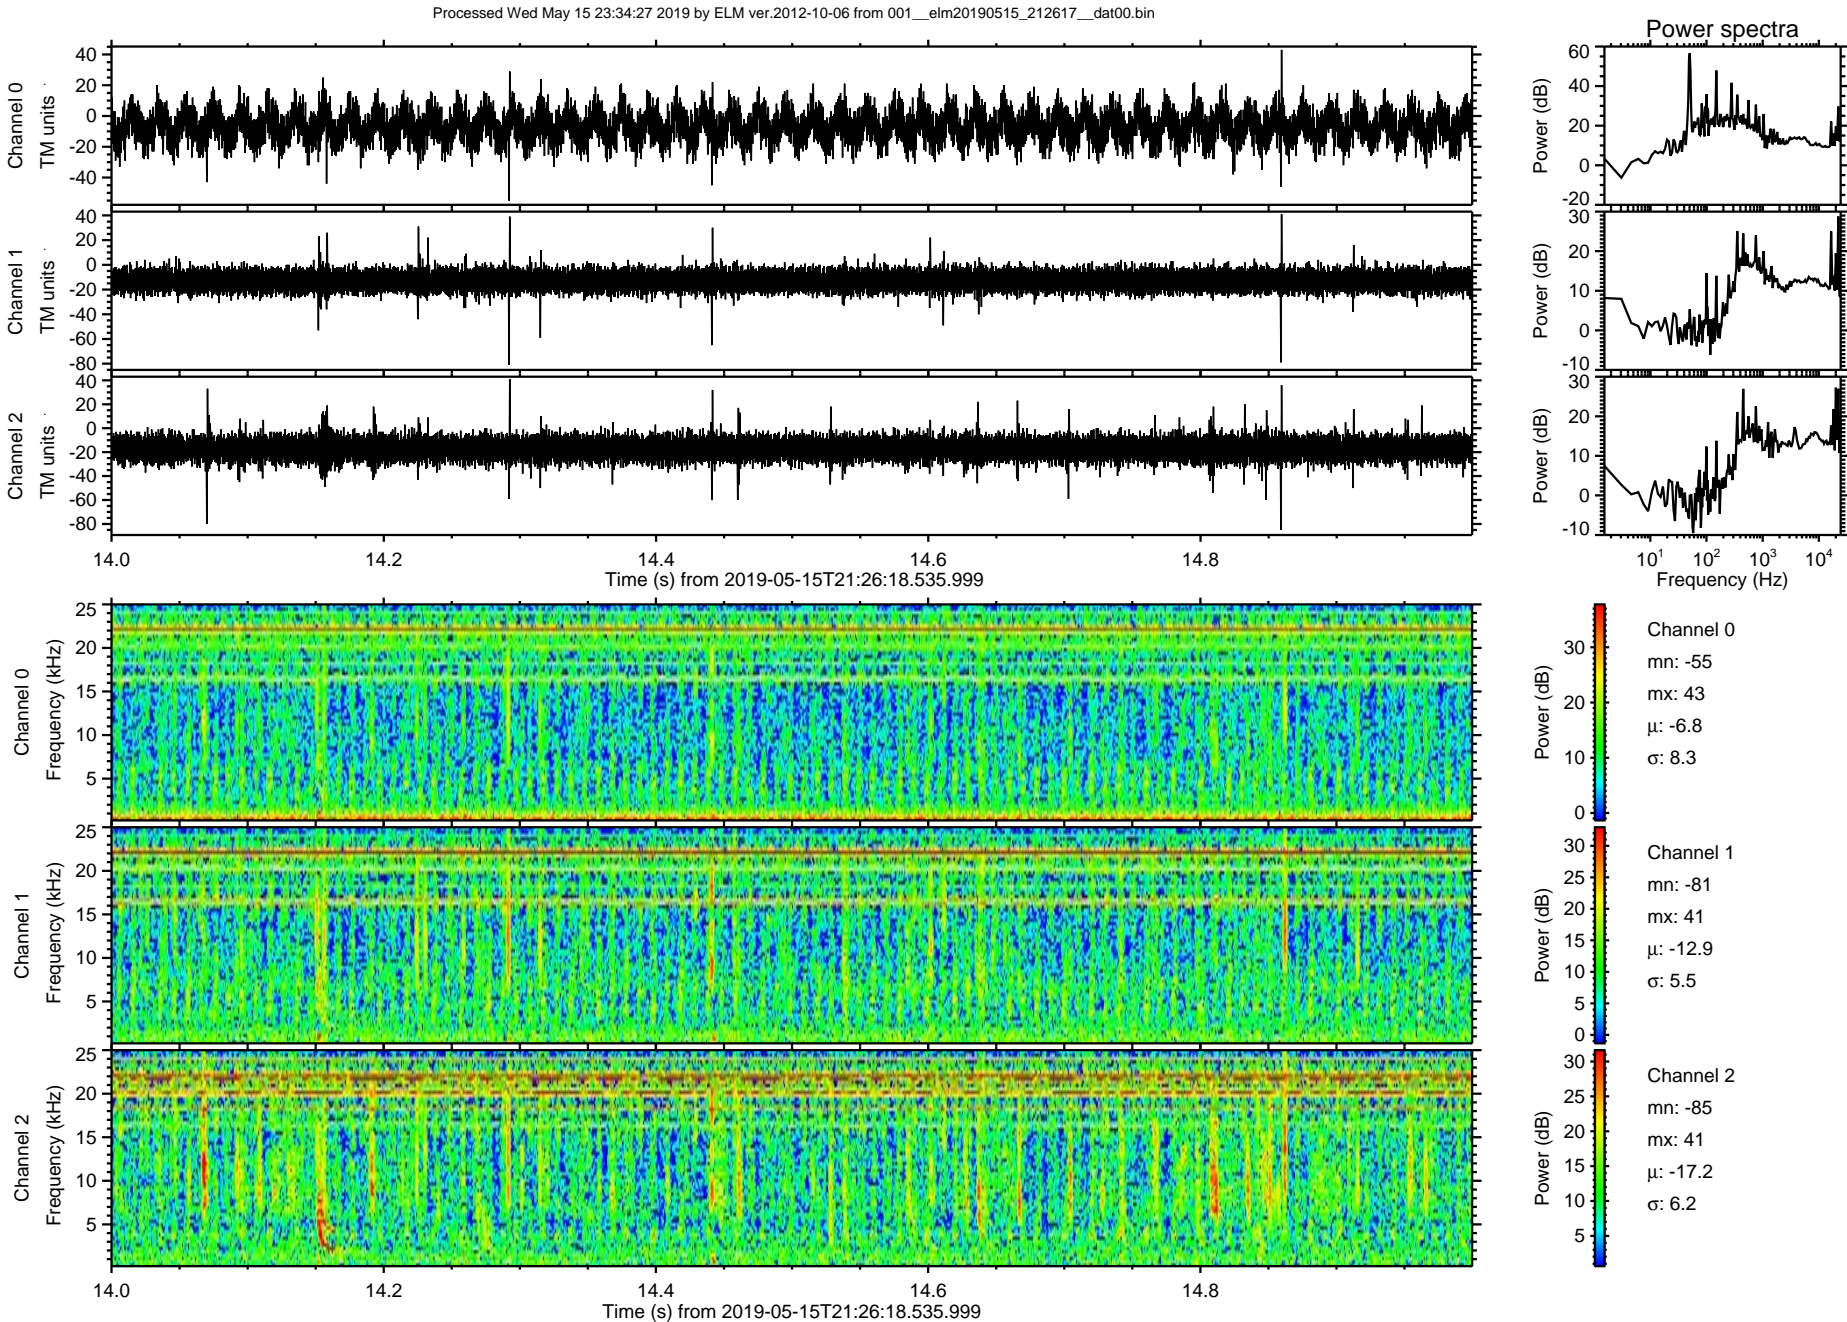 Processed Wed May 15 23:34:27 2019 by ELM ver.2012-10-06 from 001__elm20190515_212617__dat00.bin
Power spectra
Channel 0
TM units
40
20
0
-20
-40
Power (dB)
60
40
20
0
-20
Channel 1
TM units
40
20
0
-20
-40
-60
-80
Power (dB)
30
20
10
0
-10
Channel 2
TM units
40
20
0
-20
-40
-60
-80
Power (dB)
30
20
10
0
-10
14.0 14.2 14.4 14.6 14.8
Time (s) from 2019-05-15T21:26:18.535.999
10^1 10^2 10^3 10^4
Frequency (Hz)
Channel 0
Frequency (kHz)
25
20
15
10
5
Power (dB)
30
20
10
0
Channel 0
mn: -55
mx: 43
μ: -6.8
σ: 8.3
Channel 1
Frequency (kHz)
25
20
15
10
5
Power (dB)
30
25
20
15
10
5
0
Channel 1
mn: -81
mx: 41
μ: -12.9
σ: 5.5
Channel 2
Frequency (kHz)
25
20
15
10
5
Power (dB)
30
25
20
15
10
5
Channel 2
mn: -85
mx: 41
μ: -17.2
σ: 6.2
14.0 14.2 14.4 14.6 14.8
Time (s) from 2019-05-15T21:26:18.535.999